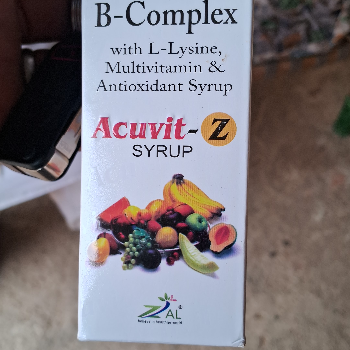 B-Complex
with L-Lysine,
Multivitamin &
Antioxidant Syrup
Acuvit-Z
SYRUP
ZAL